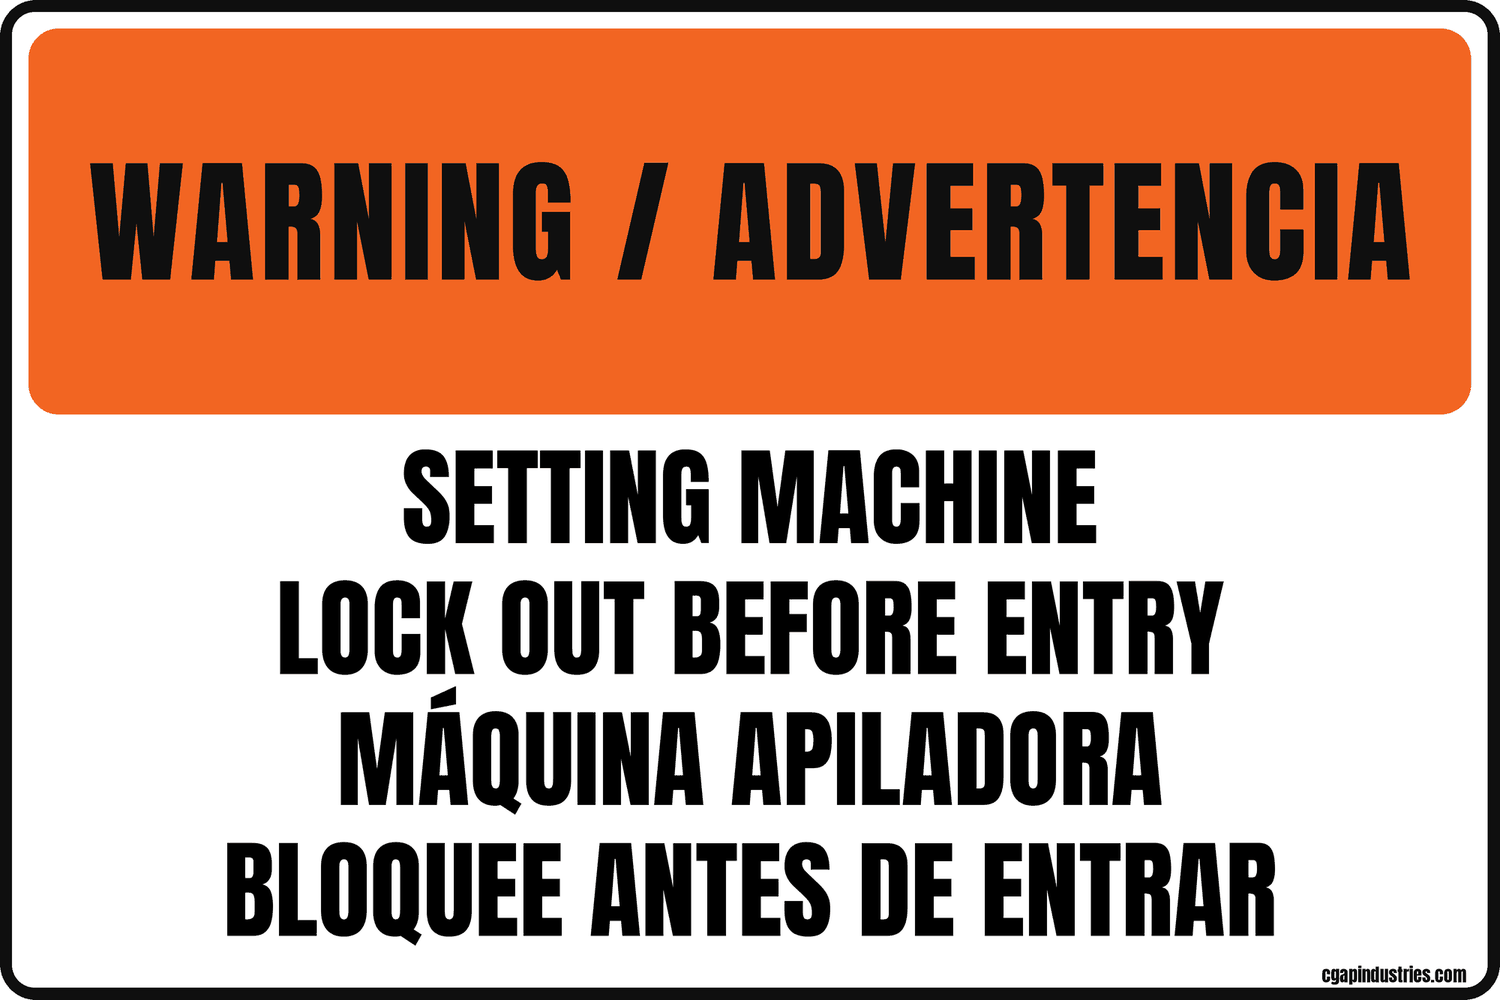 WARNING / ADVERTENCIA
SETTING MACHINE
LOCK OUT BEFORE ENTRY
MÁQUINA APILADORA
BLOQUEE ANTES DE ENTRAR
cgapindustries.com